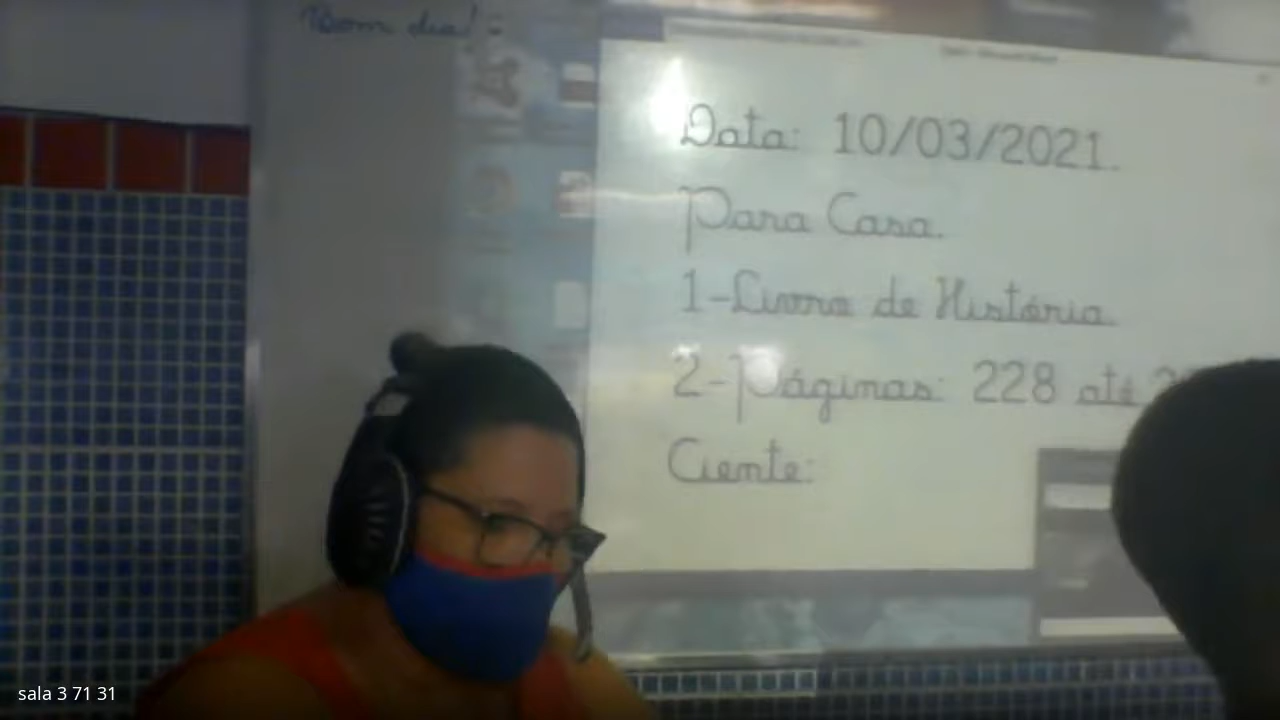 Bom dia!
Data: 10/03/2021.
Para Casa.
1-Livro de História
2-Páginas: 228 até
Ciente:
sala 3 71 31